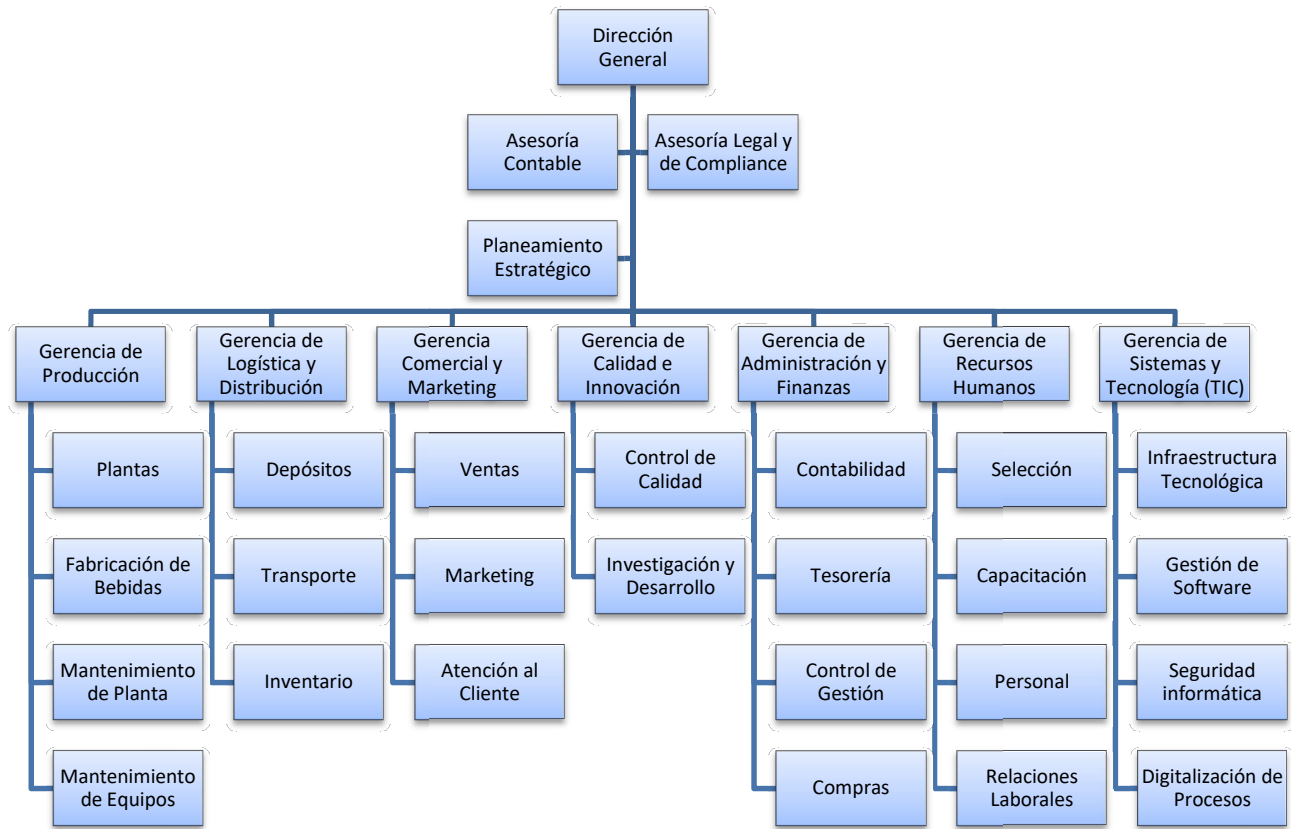 Dirección
General
Asesoría
Contable
Asesoría Legal y
de Compliance
Planeamiento
Estratégico
Gerencia de
Producción
Gerencia de
Logística y
Distribución
Gerencia
Comercial y
Marketing
Gerencia de
Calidad e
Innovación
Gerencia de
Administración y
Finanzas
Gerencia de
Recursos
Humanos
Gerencia de
Sistemas y
Tecnología (TIC)
Plantas
Depósitos
Ventas
Control de
Calidad
Contabilidad
Selección
Infraestructura
Tecnológica
Fabricación de
Bebidas
Transporte
Marketing
Investigación y
Desarrollo
Tesorería
Capacitación
Gestión de
Software
Mantenimiento
de Planta
Inventario
Atención al
Cliente
Control de
Gestión
Personal
Seguridad
informática
Mantenimiento
de Equipos
Compras
Relaciones
Laborales
Digitalización de
Procesos